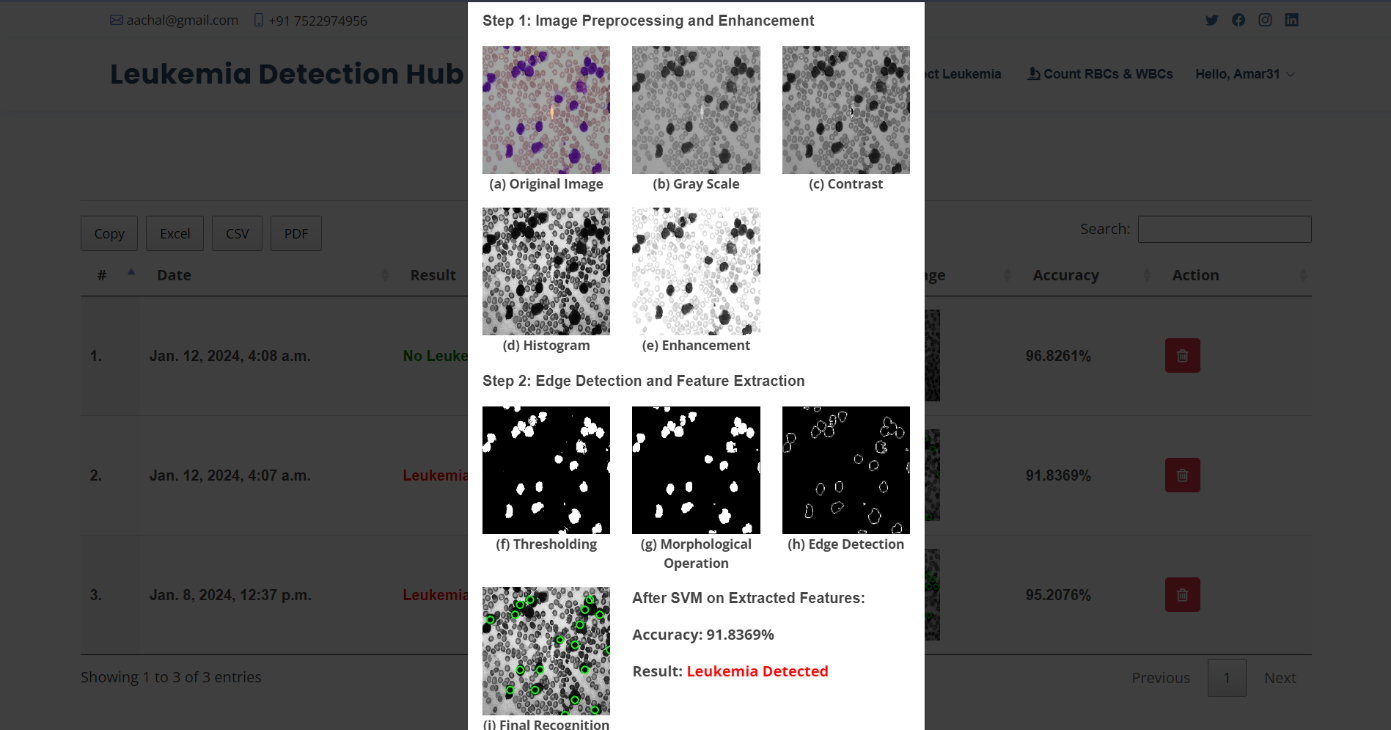 aachal@gmail.com +91 7522974956
Leukemia Detection Hub
ect Leukemia Count RBCs & WBCs Hello, Amar31
Step 1: Image Preprocessing and Enhancement
(a) Original Image (b) Gray Scale (c) Contrast
(d) Histogram (e) Enhancement
Step 2: Edge Detection and Feature Extraction
(f) Thresholding (g) Morphological Operation (h) Edge Detection
After SVM on Extracted Features:
Accuracy: 91.8369%
Result: Leukemia Detected
(i) Final Recognition
Copy Excel CSV PDF Search:
# Date Result ge Accuracy Action
1. Jan. 12, 2024, 4:08 a.m. No Leuke 96.8261%
2. Jan. 12, 2024, 4:07 a.m. Leukemia 91.8369%
3. Jan. 8, 2024, 12:37 p.m. Leukemia 95.2076%
Showing 1 to 3 of 3 entries Previous 1 Next